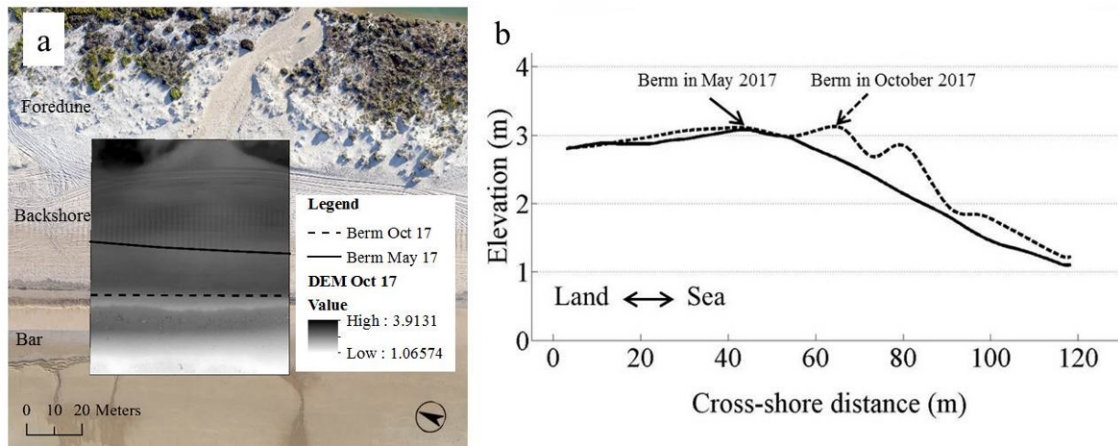 a
Foredune
Backshore
Bar
Legend
Berm Oct 17
Berm May 17
DEM Oct 17
Value
High : 3.9131
Low : 1.06574
0 10 20 Meters
b
Berm in May 2017 Berm in October 2017
4
3
2
1
0
Elevation (m)
Land Sea
0 20 40 60 80 100 120
Cross-shore distance (m)